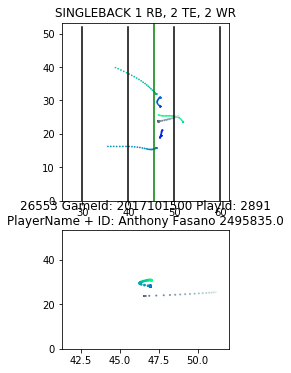 SINGLEBACK 1 RB, 2 TE, 2 WR
50
40
30
20
10
0
30 40 50 60
26553 GameId: 2017101500 PlayId: 2891
PlayerName + ID: Anthony Fasano 2495835.0
40
20
0
42.5 45.0 47.5 50.0